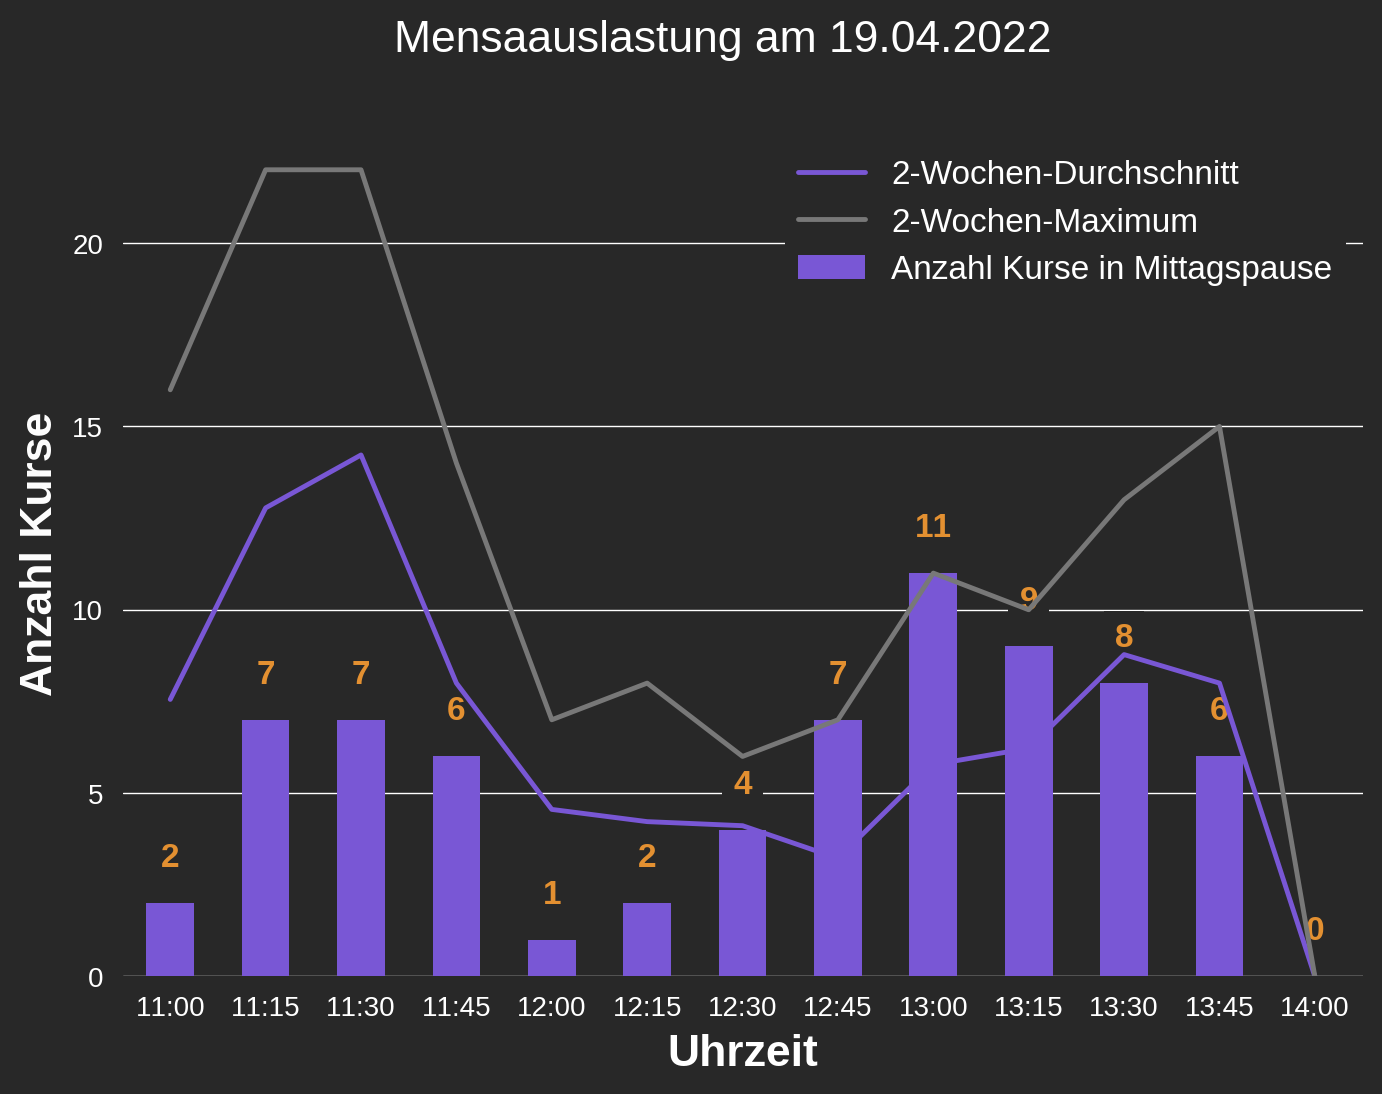 Mensaauslastung am 19.04.2022
2-Wochen-Durchschnitt
2-Wochen-Maximum
Anzahl Kurse in Mittagspause
Anzahl Kurse
20
15
10
5
0
2
7
7
6
1
2
4
7
11
9
8
6
0
11:00 11:15 11:30 11:45 12:00 12:15 12:30 12:45 13:00 13:15 13:30 13:45 14:00
Uhrzeit